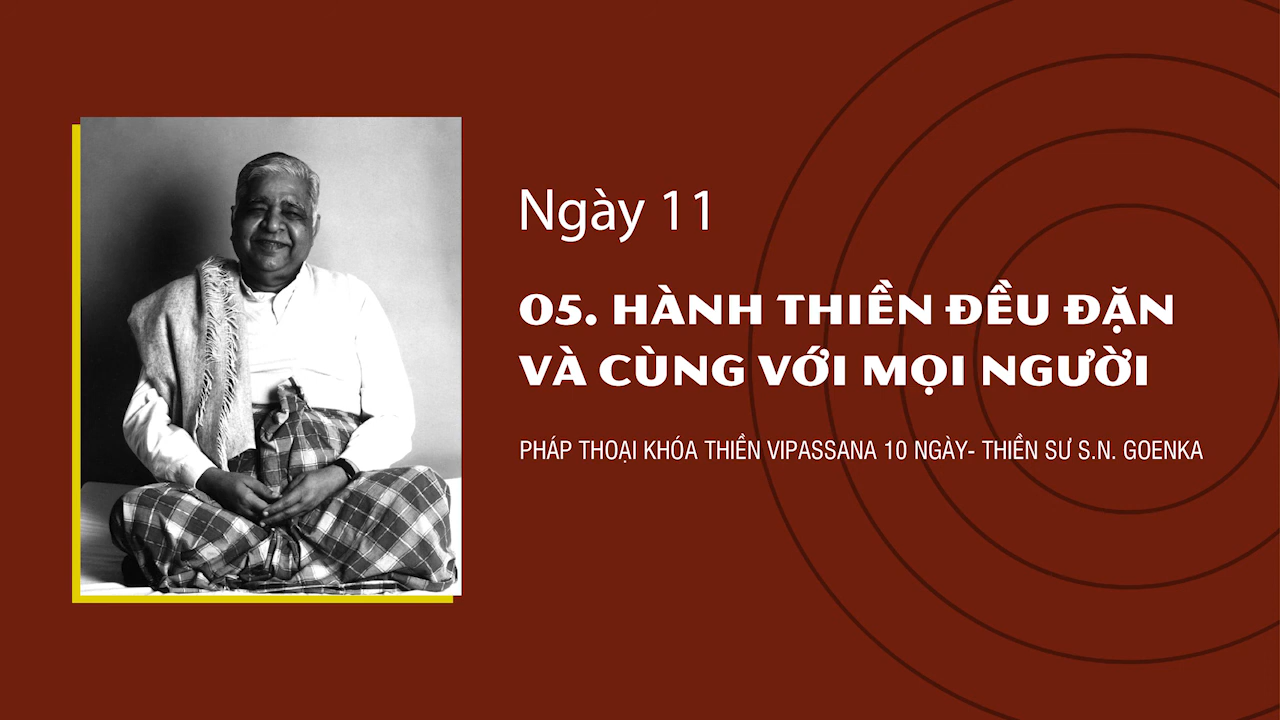 Ngày 11
05. HÀNH THIỀN ĐỀU ĐẶN
VÀ CÙNG VỚI MỌI NGƯỜI
PHÁP THOẠI KHÓA THIỀN VIPASSANA 10 NGÀY- THIỀN SƯ S.N. GOENKA